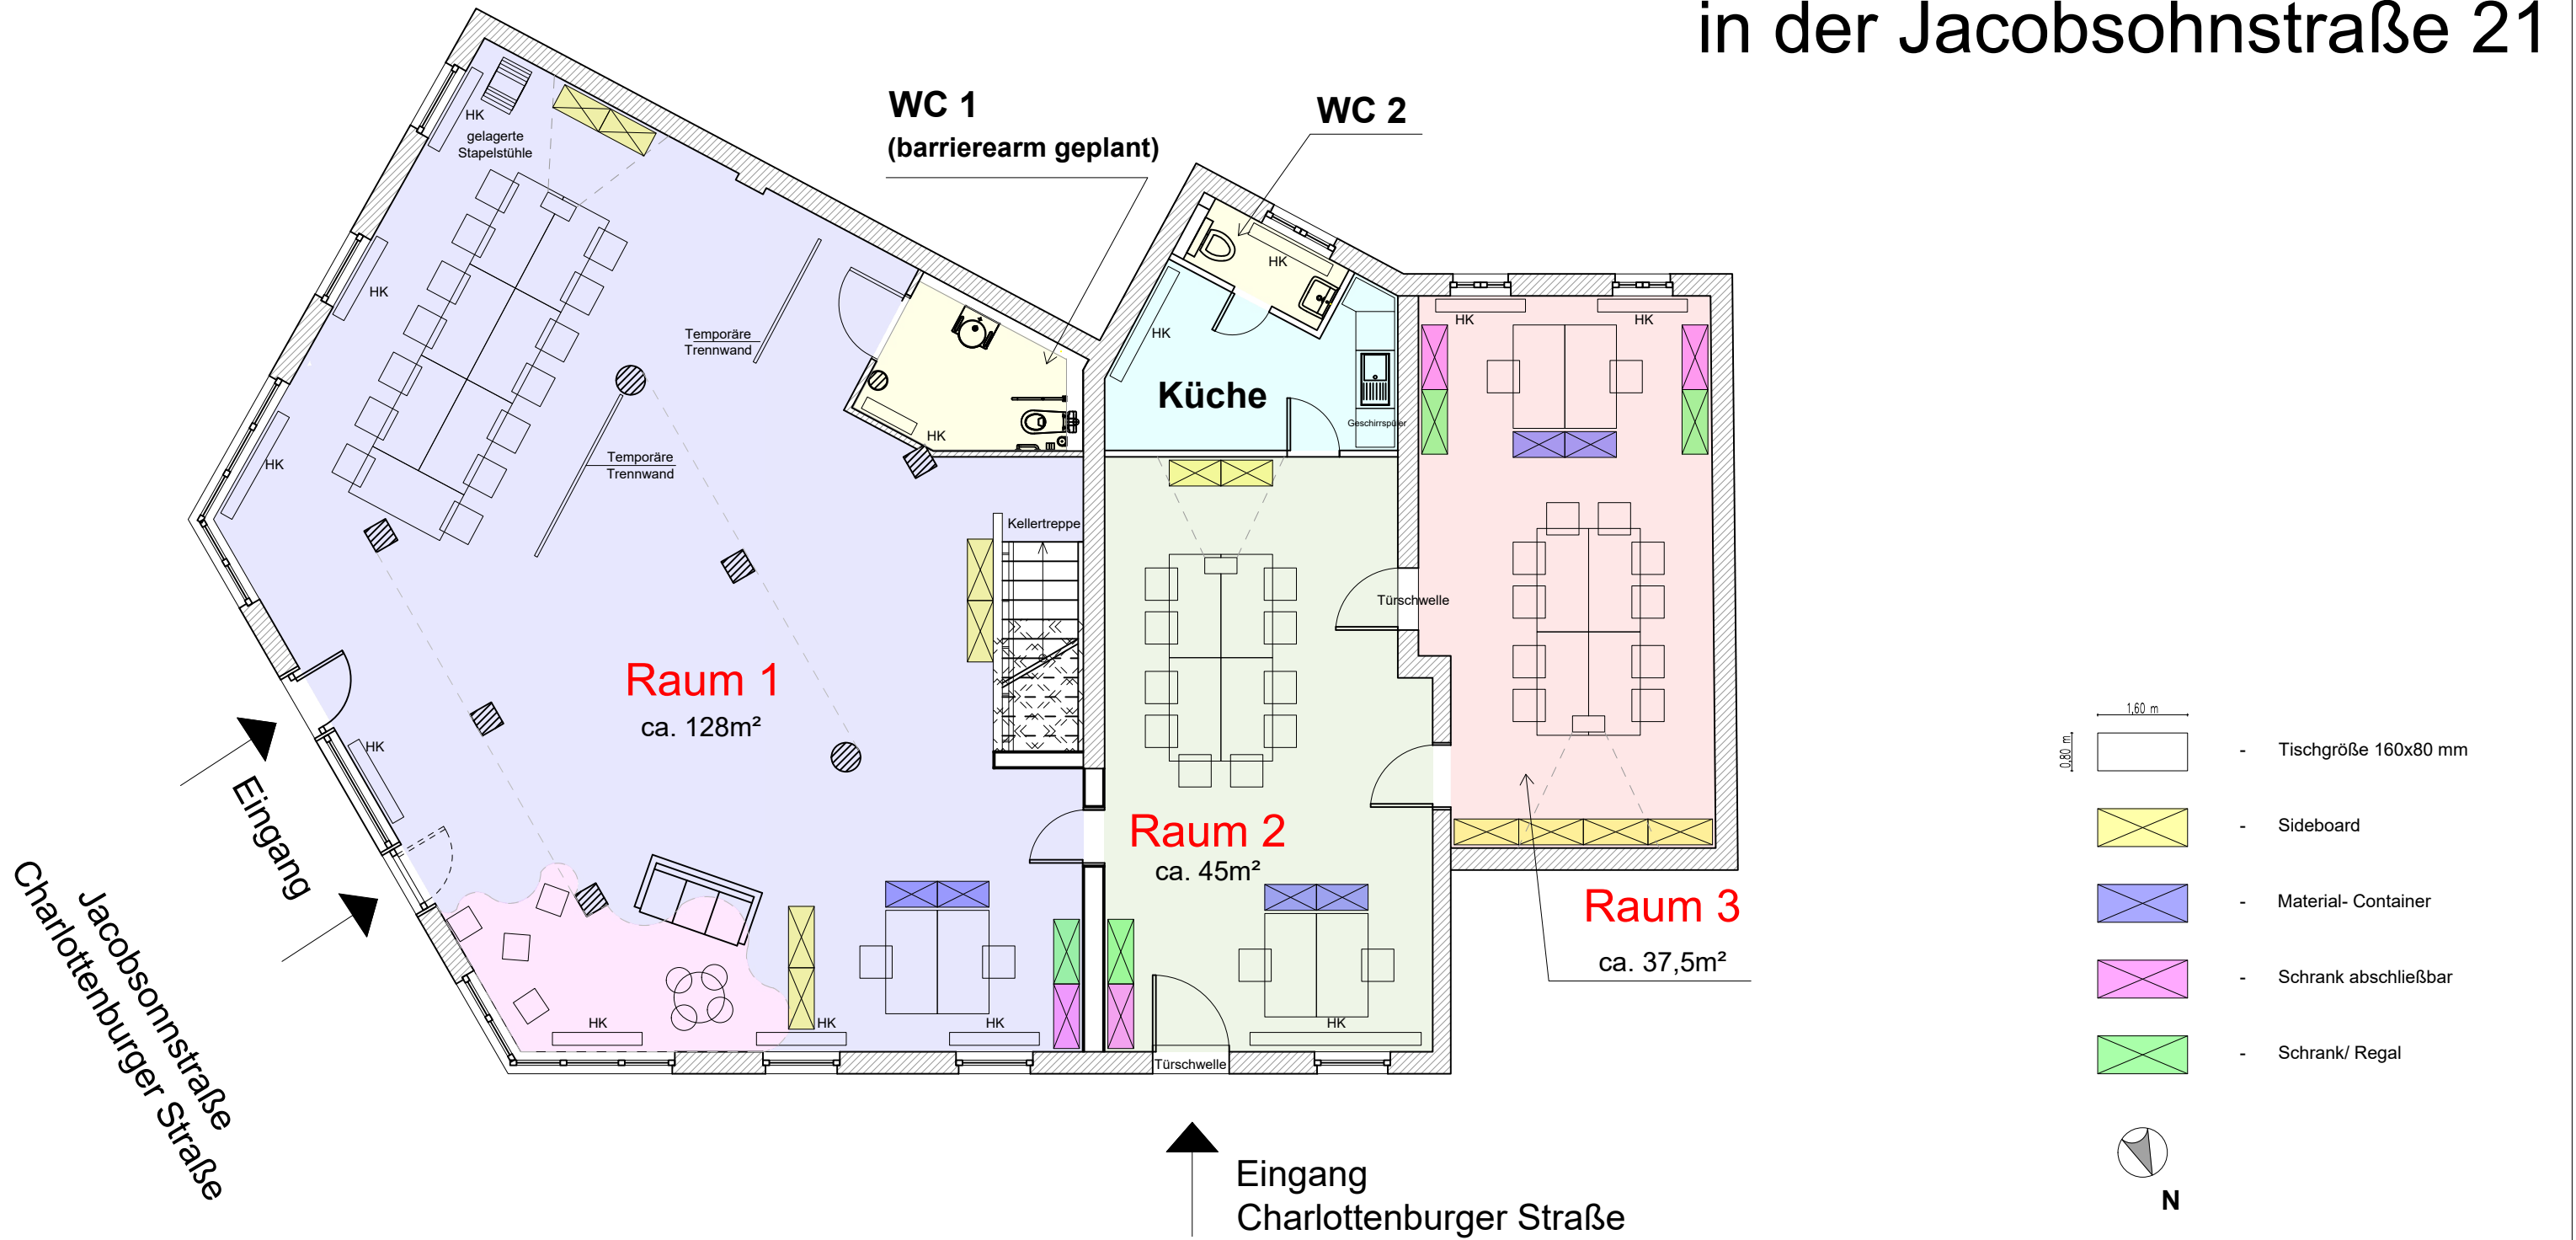 in der Jacobsohnstraße 21
WC 1
(barrierearm geplant)
WC 2
HK
gelagerte
Stapelstühle
HK
HK
HK
Temporäre
Trennwand
Temporäre
Trennwand
HK
HK
HK
Küche
Geschirrspüler
HK
HK
Kellertreppe
Türschwelle
Raum 1
ca. 128m²
Raum 2
ca. 45m²
Raum 3
ca. 37,5m²
HK
HK
HK
HK
Türschwelle
Eingang
Jacobsonnstraße
Charlottenburger Straße
Eingang
Charlottenburger Straße
1,60 m
0,80 m
- Tischgröße 160x80 mm
- Sideboard
- Material- Container
- Schrank abschließbar
- Schrank/ Regal
N